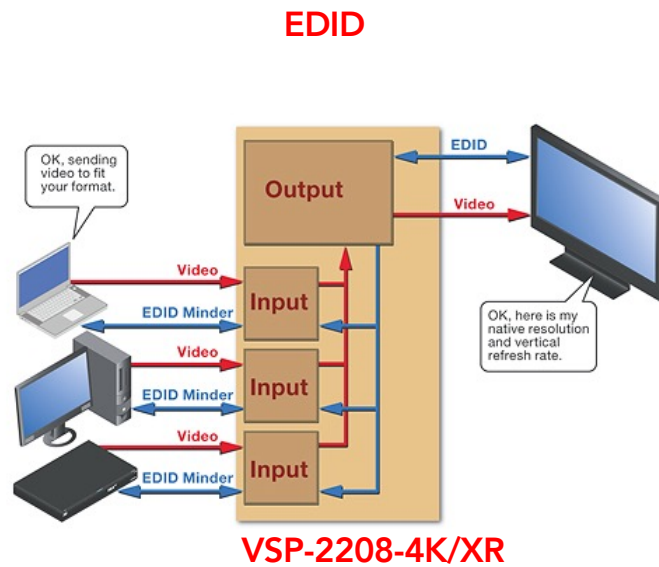 EDID
OK, sending
video to fit
your format.
Output
EDID
Video
Video
Input
EDID Minder
OK, here is my
native resolution
and vertical
refresh rate.
Video
Input
EDID Minder
Video
Input
EDID Minder
VSP-2208-4K/XR